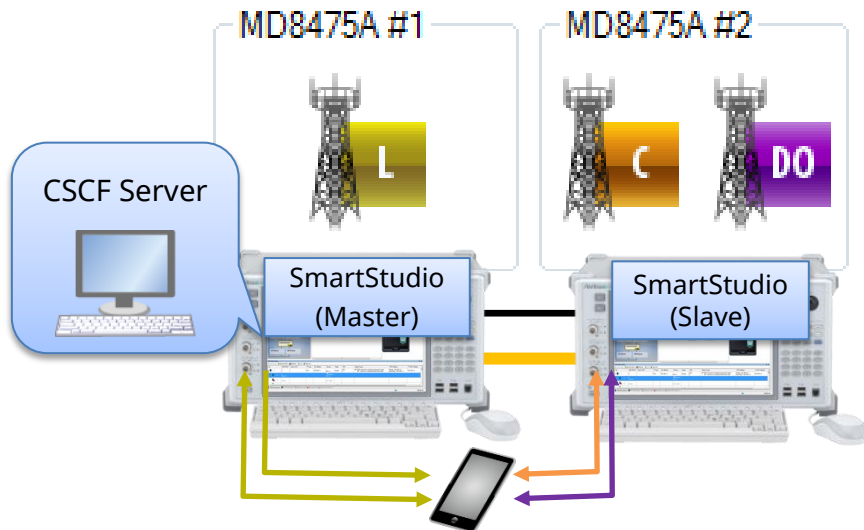 MD8475A #1
MD8475A #2
L
C
DO
CSCF Server
SmartStudio
(Master)
SmartStudio
(Slave)